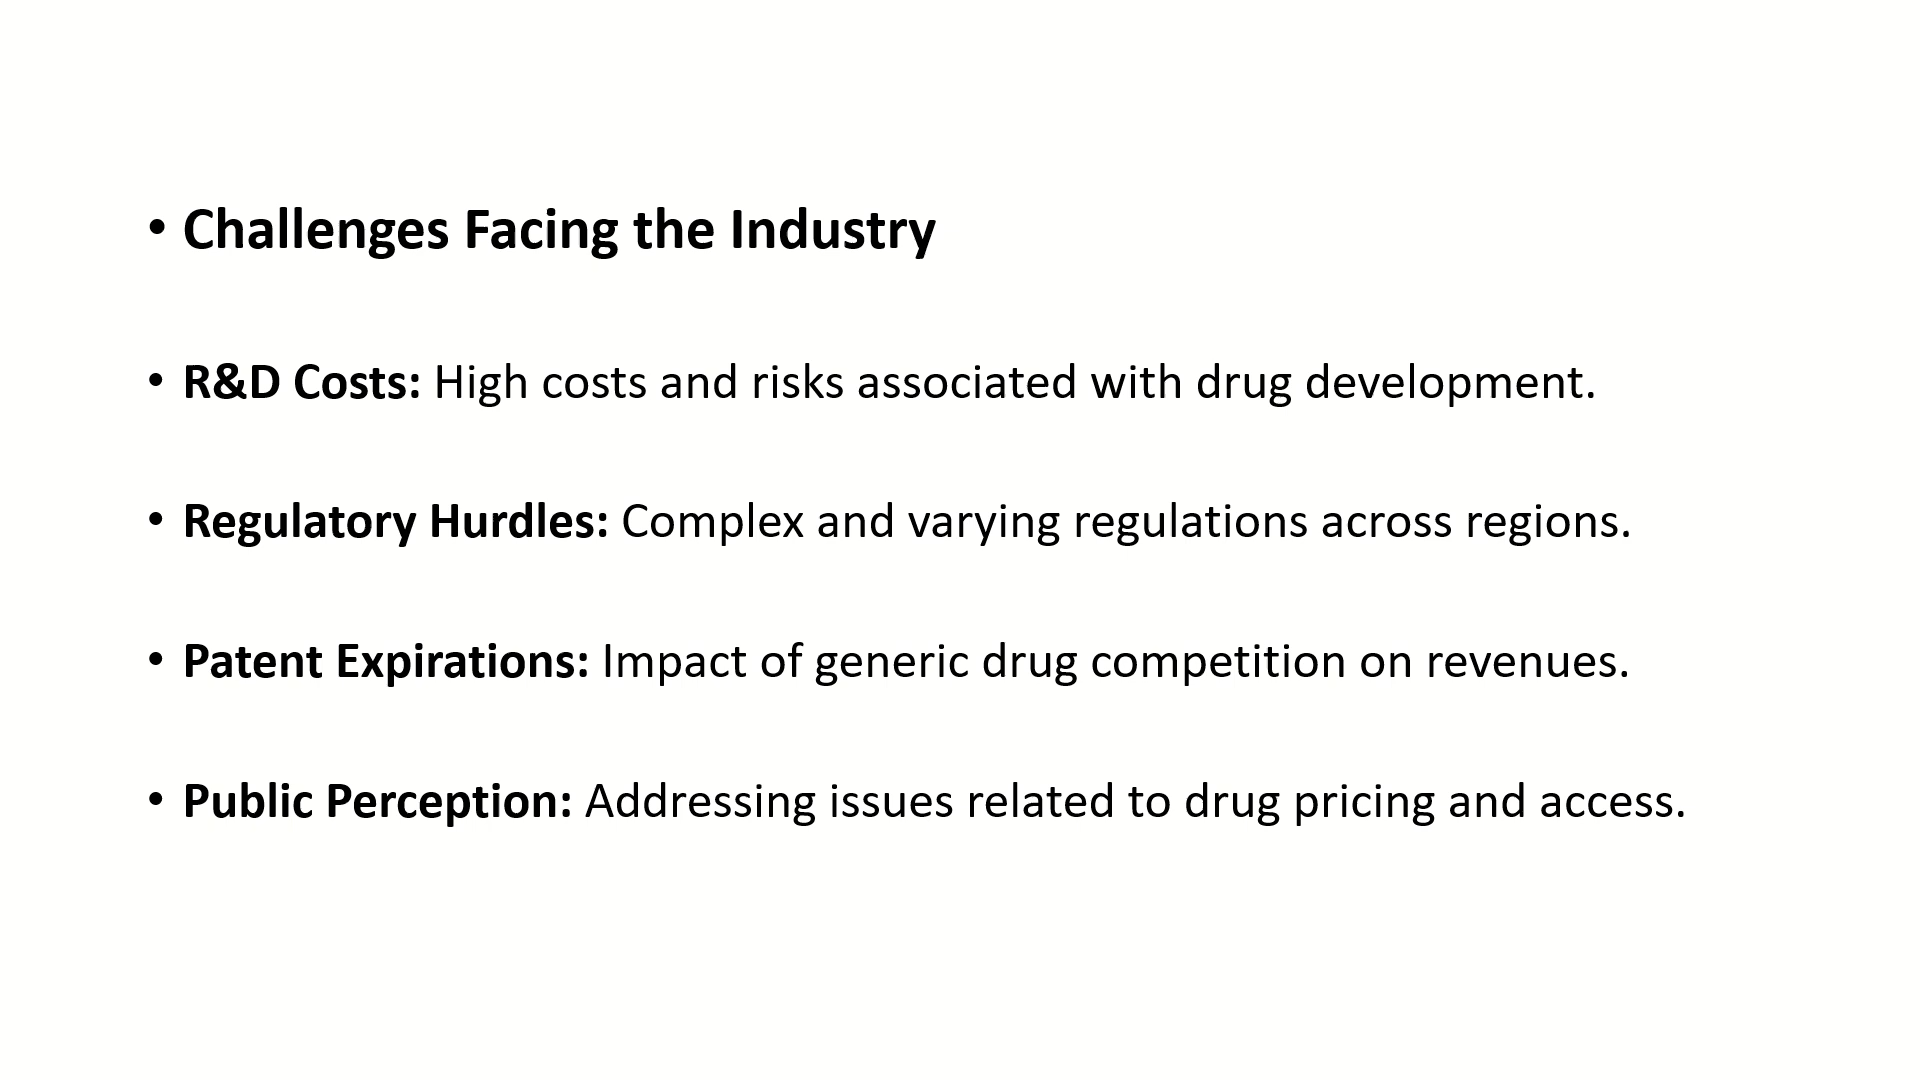 • Challenges Facing the Industry
• R&D Costs: High costs and risks associated with drug development.
• Regulatory Hurdles: Complex and varying regulations across regions.
• Patent Expirations: Impact of generic drug competition on revenues.
• Public Perception: Addressing issues related to drug pricing and access.